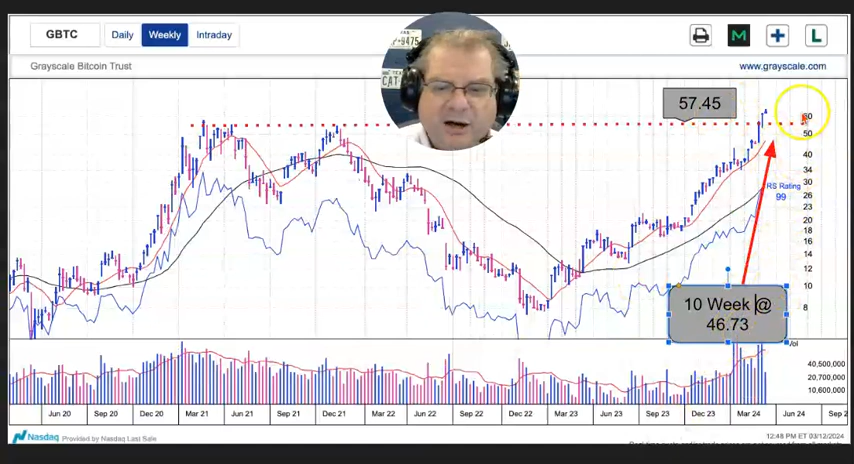 GBTC
Daily
Weekly
Intraday
M
L
Grayscale Bitcoin Trust
www.grayscale.com
57.45
60
50
40
34
30
26
23
20
18
16
14
12
10
8
RS Rating
99
10 Week @
46.73
Vol
40,500,000
20,700,000
10,600,000
Jun 20 Sep 20 Dec 20 Mar 21 Jun 21 Sep 21 Dec 21 Mar 22 Jun 22 Sep 22 Dec 22 Mar 23 Jun 23 Sep 23 Dec 23 Mar 24 Jun 24 Sep 2
Nasdaq Provided by Nasdaq Last Sale
12:48 PM ET 03/12/2024